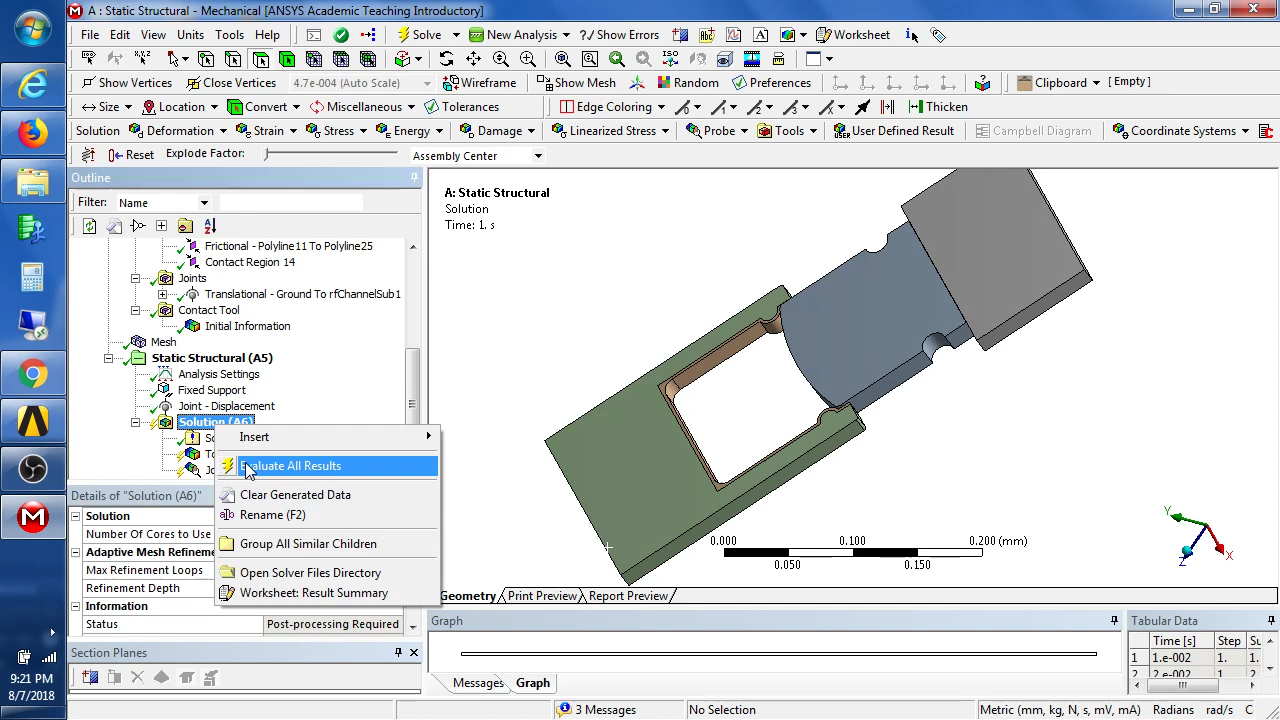 A : Static Structural - Mechanical [ANSYS Academic Teaching Introductory]
File Edit View Units Tools Help Solve New Analysis ?/ Show Errors Worksheet
Show Vertices Close Vertices 4.7e-004 (Auto Scale) Wireframe Show Mesh Random Preferences Clipboard [ Empty ]
Size Location Convert Miscellaneous Tolerances Edge Coloring Thicken
Solution Deformation Strain Stress Energy Damage Linearized Stress Probe Tools User Defined Result Campbell Diagram Coordinate Systems
Reset Explode Factor: Assembly Center
Outline
Filter: Name
Frictional - Polyline11 To Polyline25
Contact Region 14
Joints
Translational - Ground To rfChannelSub1
Contact Tool
Initial Information
Mesh
Static Structural (A5)
Analysis Settings
Fixed Support
Joint - Displacement
Solution (A6)
Insert
Evaluate All Results
Clear Generated Data
Rename (F2)
Group All Similar Children
Open Solver Files Directory
Worksheet: Result Summary
Details of "Solution (A6)"
Solution
Number Of Cores to Use
Adaptive Mesh Refineme
Max Refinement Loops
Refinement Depth
Information
Status Post-processing Required
Section Planes
A: Static Structural
Solution
Time: 1. s
0.000 0.100 0.200 (mm)
0.050 0.150
Y
X
Z
Geometry Print Preview Report Preview
Graph
Messages Graph
Tabular Data
Time [s] Step
1 1.e-002 1. 1.
2 2.e-002 1.
9:21 PM
8/7/2018
3 Messages No Selection Metric (mm, kg, N, s, mV, mA) Radians rad/s C